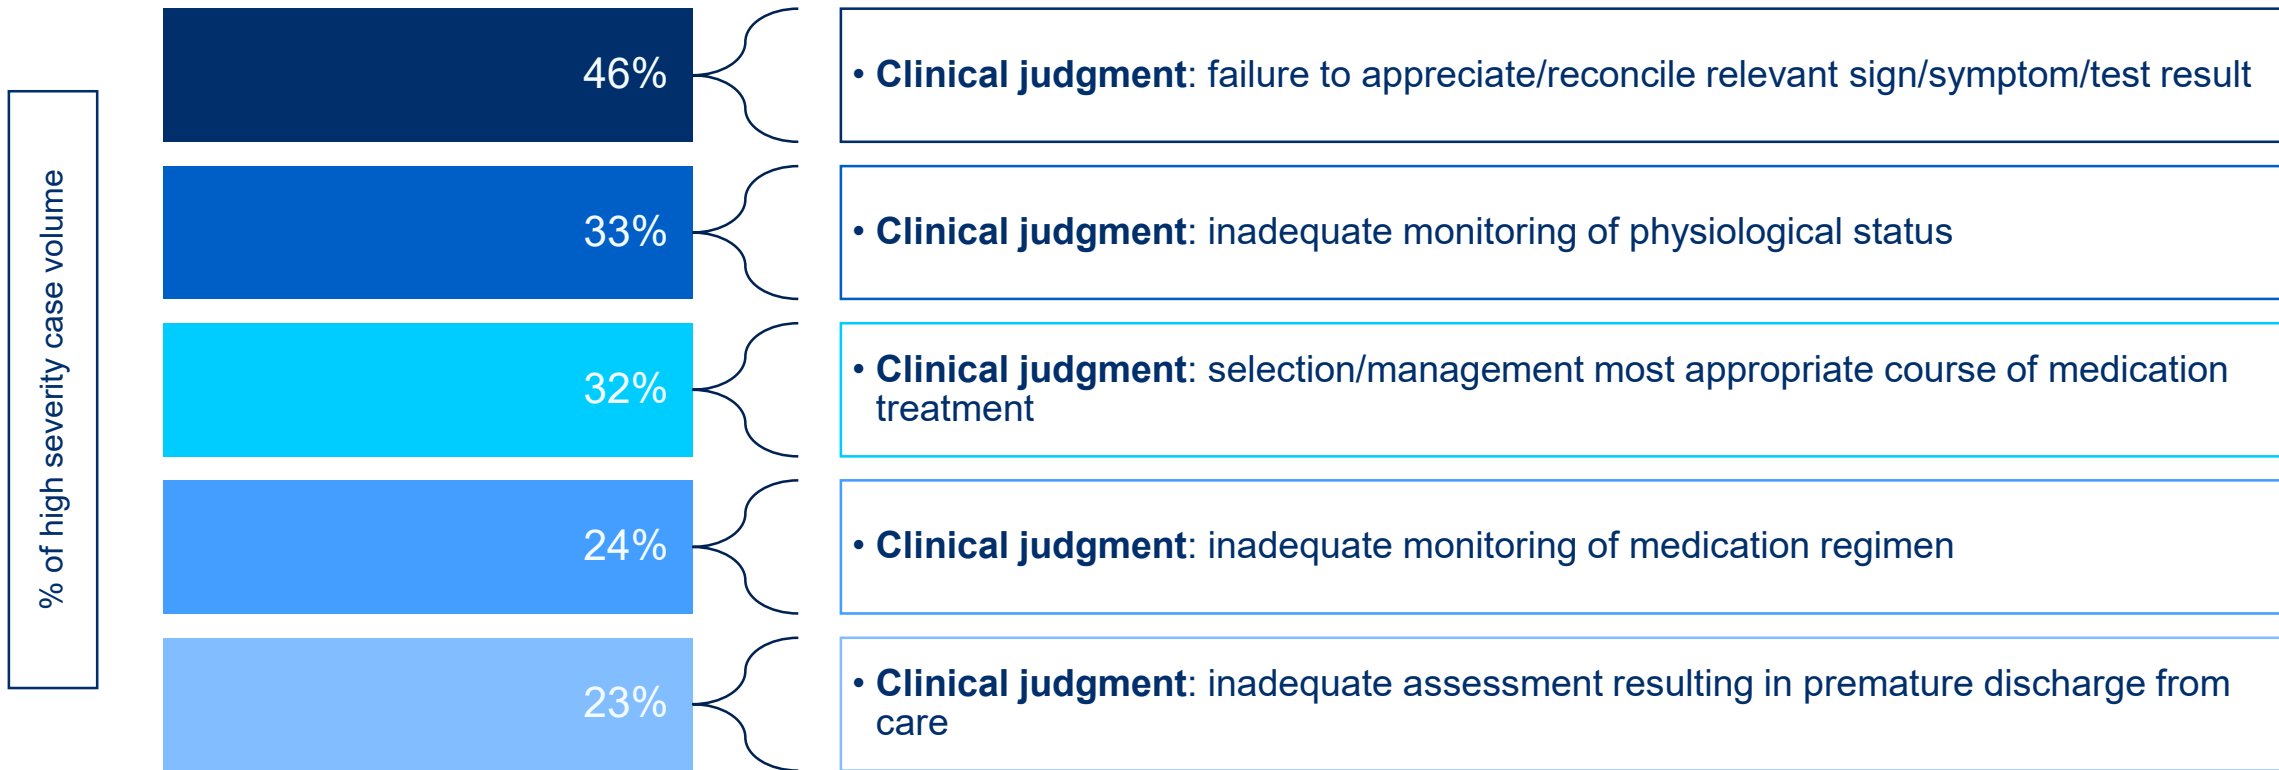 % of high severity case volume
46%
• Clinical judgment: failure to appreciate/reconcile relevant sign/symptom/test result
33%
• Clinical judgment: inadequate monitoring of physiological status
32%
• Clinical judgment: selection/management most appropriate course of medication
treatment
24%
• Clinical judgment: inadequate monitoring of medication regimen
23%
• Clinical judgment: inadequate assessment resulting in premature discharge from
care